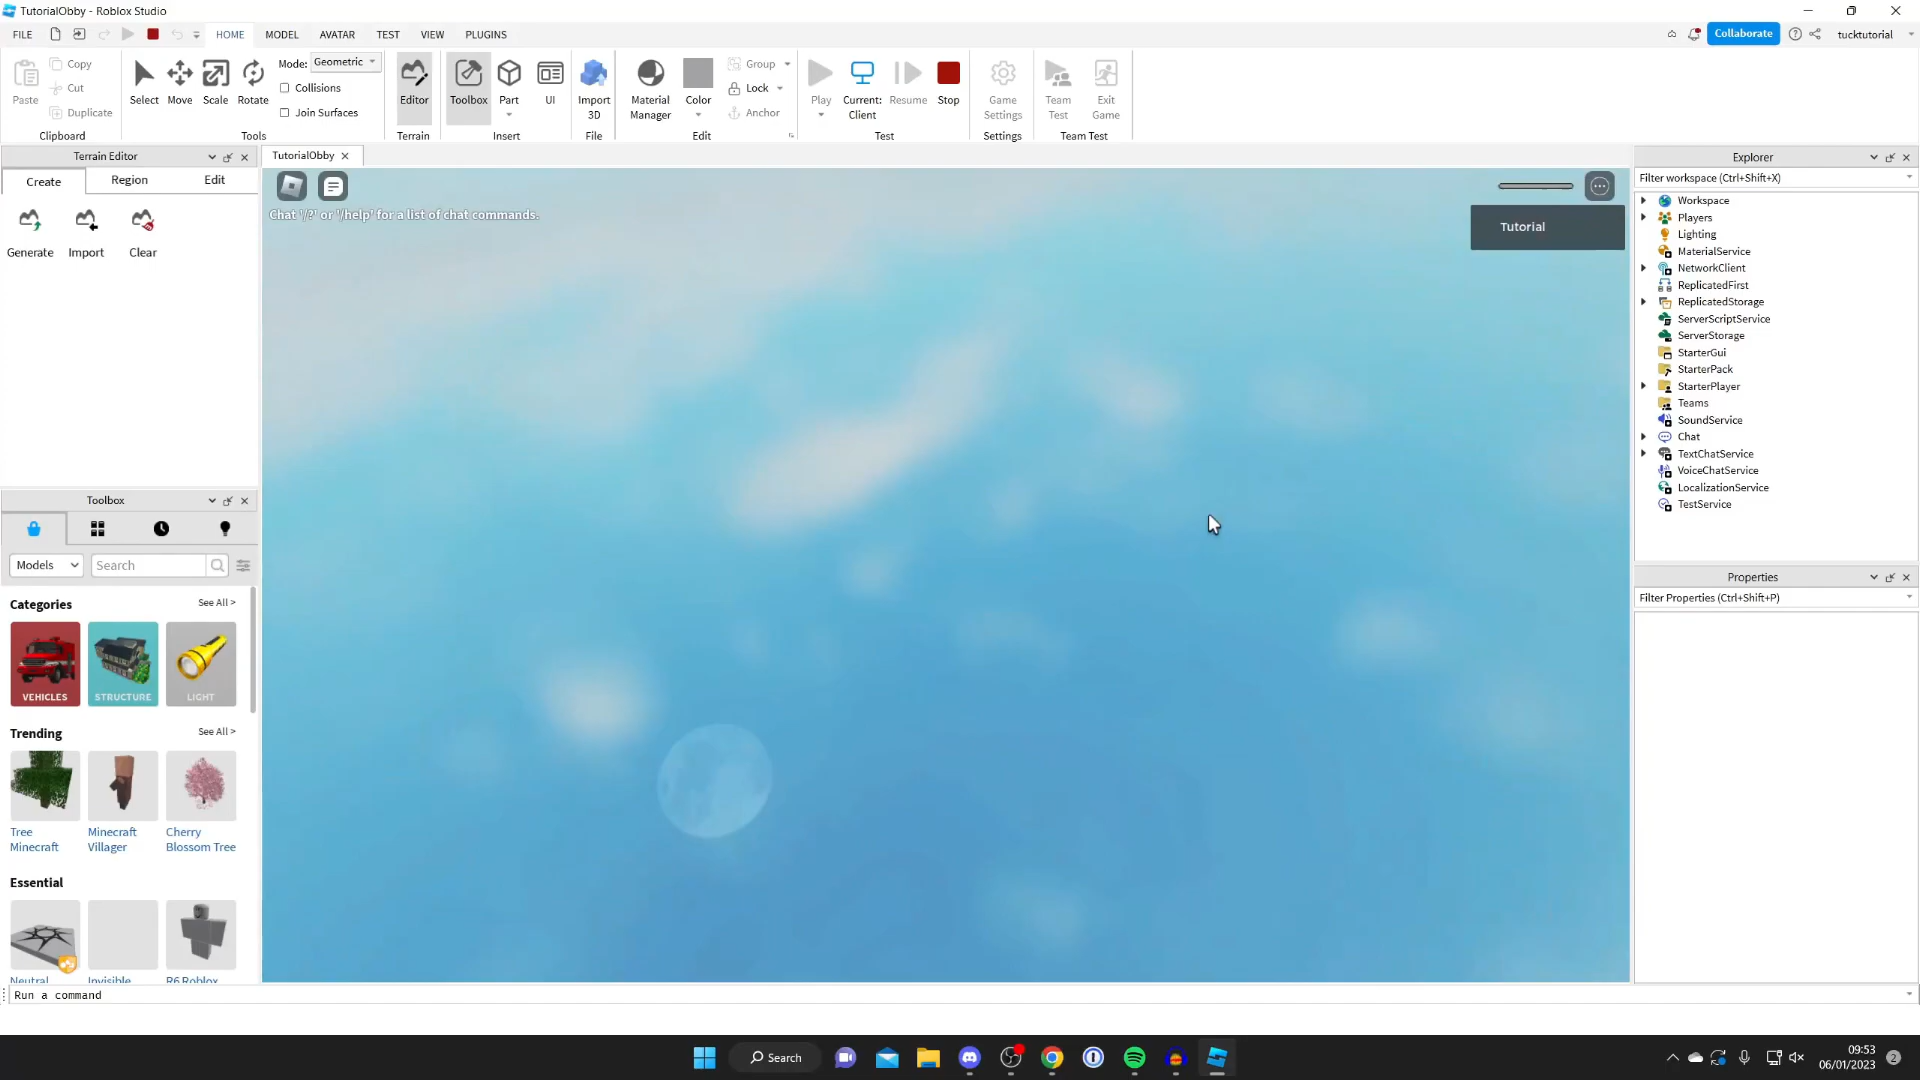 TutorialObby - Roblox Studio
FILE HOME MODEL AVATAR TEST VIEW PLUGINS
Collaborate
tucktutorial
Paste
Copy
Cut
Duplicate
Clipboard
Select
Move
Scale
Rotate
Mode: Geometric
Collisions
Join Surfaces
Tools
Editor
Terrain
Toolbox
Part
UI
Insert
Import
3D
File
Material
Manager
Color
Group
Lock
Anchor
Edit
Play
Current:
Client
Resume
Stop
Test
Game
Settings
Settings
Team
Test
Exit
Game
Team Test
Terrain Editor
Create Region Edit
Generate Import Clear
Toolbox
Models Search
Categories See All >
VEHICLES STRUCTURE LIGHT
Trending See All >
Tree
Minecraft
Minecraft
Villager
Cherry
Blossom Tree
Essential
Neutral Invisible R6 Roblox
TutorialObby
Chat '/?' or '/help' for a list of chat commands.
Tutorial
Explorer
Filter workspace (Ctrl+Shift+X)
Workspace
Players
Lighting
MaterialService
NetworkClient
ReplicatedFirst
ReplicatedStorage
ServerScriptService
ServerStorage
StarterGui
StarterPack
StarterPlayer
Teams
SoundService
Chat
TextChatService
VoiceChatService
LocalizationService
TestService
Properties
Filter Properties (Ctrl+Shift+P)
Run a command
Search
09:53
06/01/2023
2